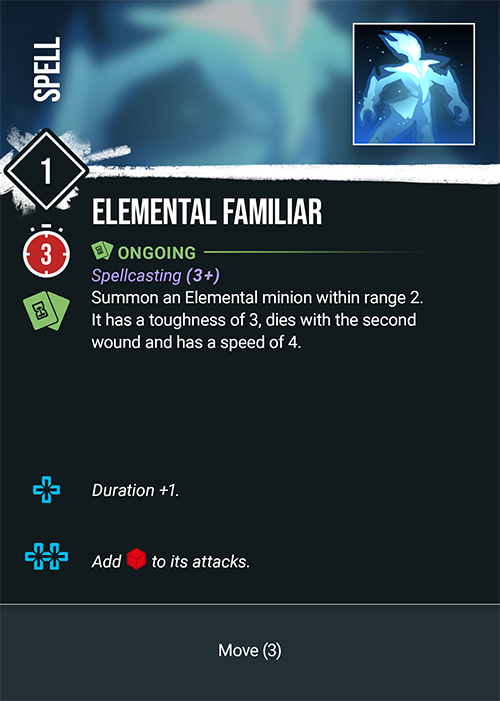 SPELL
1
ELEMENTAL FAMILIAR
3
ONGOING
Spellcasting (3+)
Summon an Elemental minion within range 2.
It has a toughness of 3, dies with the second
wound and has a speed of 4.
Duration +1.
Add to its attacks.
Move (3)